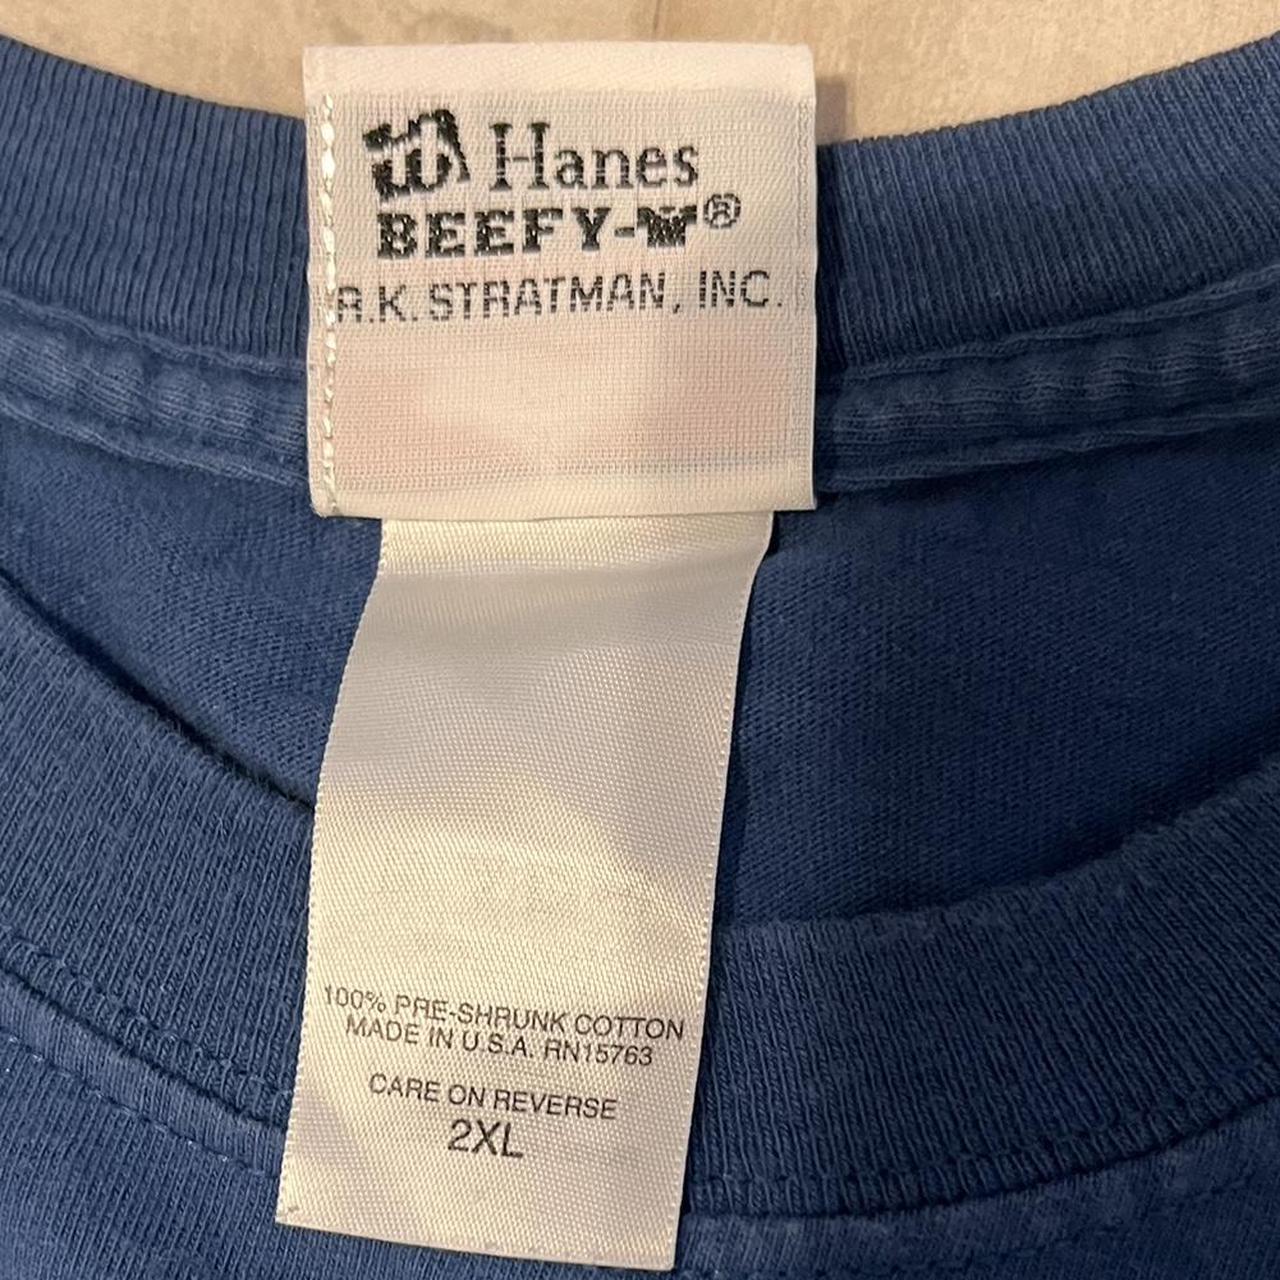 Hanes
BEEFY-T®
R.K. STRATMAN, INC.
100% PRE-SHRUNK COTTON
MADE IN U.S.A. RN15763
CARE ON REVERSE
2XL